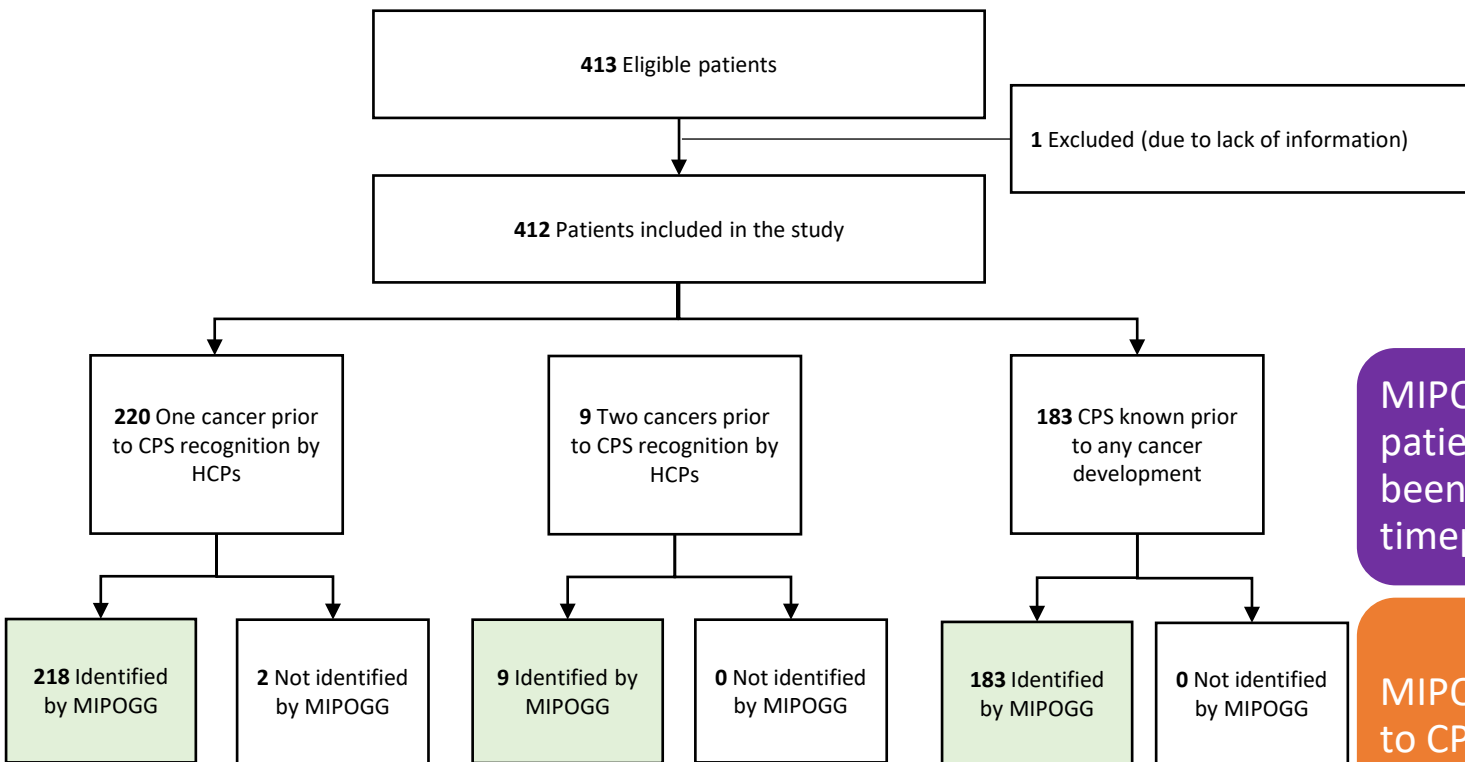 413 Eligible patients
1 Excluded (due to lack of information)
412 Patients included in the study
220 One cancer prior
to CPS recognition by
HCPs
9 Two cancers prior
to CPS recognition by
HCPs
183 CPS known prior
to any cancer
development
218 Identified
by MIPOGG
2 Not identified
by MIPOGG
9 Identified by
MIPOGG
0 Not identified
by MIPOGG
183 Identified
by MIPOGG
0 Not identified
by MIPOGG
been
to